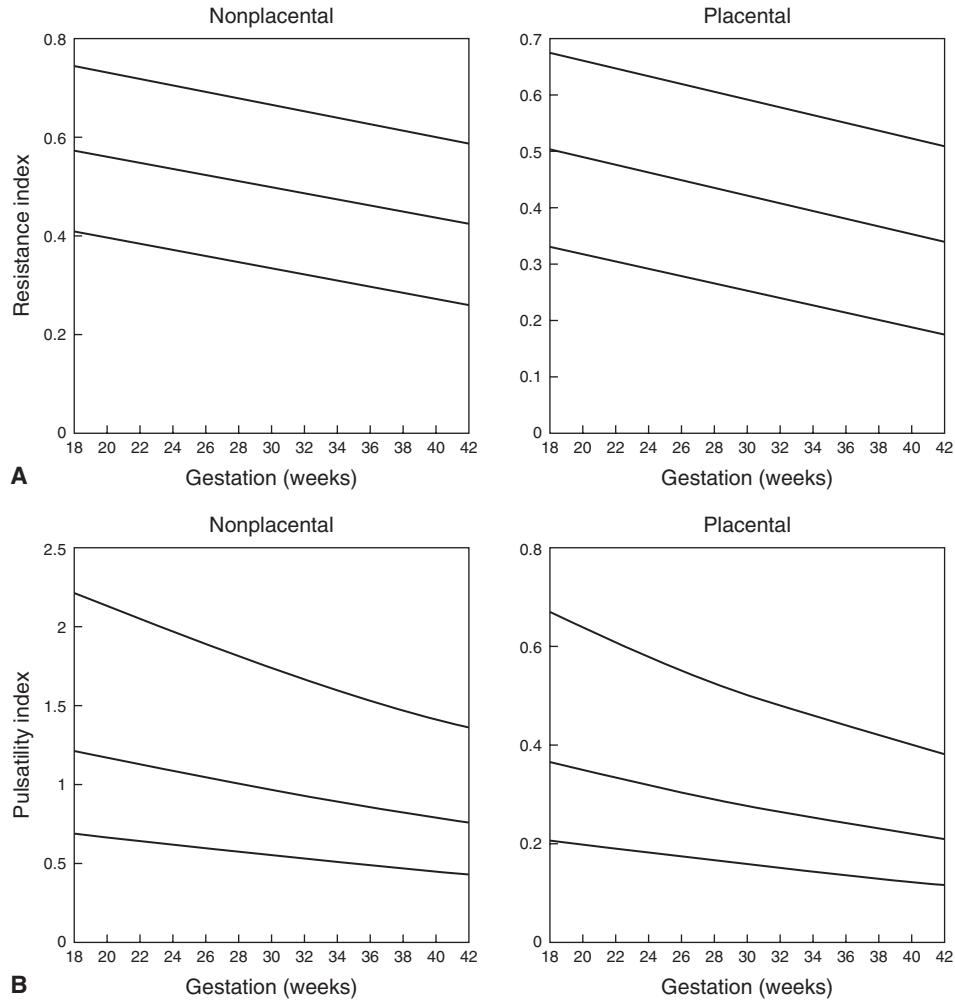 Nonplacental
Placental
0.8
0.6
0.4
0.2
0
Resistance index
18 20 22 24 26 28 30 32 34 36 38 40 42
Gestation (weeks)
0.7
0.6
0.5
0.4
0.3
0.2
0.1
0
18 20 22 24 26 28 30 32 34 36 38 40 42
Gestation (weeks)
A
Nonplacental
Placental
2.5
2
1.5
1
0.5
0
Pulsatility index
18 20 22 24 26 28 30 32 34 36 38 40 42
Gestation (weeks)
0.8
0.6
0.4
0.2
0
18 20 22 24 26 28 30 32 34 36 38 40 42
Gestation (weeks)
B